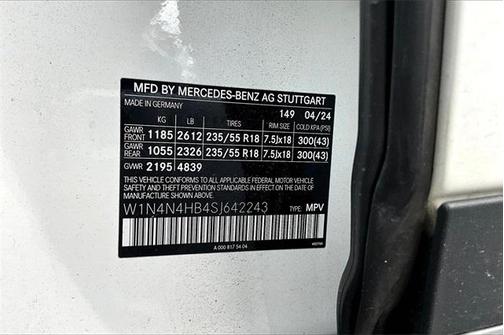 MFD BY MERCEDES-BENZ AG STUTTGART
MADE IN GERMANY 149 04/24
KG LB TIRES RIM SIZE COLD KPA (PSI)
GAWR FRONT 1185 2612 235/55 R18 7.5Jx18 300(43)
GAWR REAR 1055 2326 235/55 R18 7.5Jx18 300(43)
GVWR 2195 4839
THIS VEHICLE CONFORMS TO ALL APPLICABLE FEDERAL MOTOR
VEHICLE SAFETY AND THEFT PREVENTION STANDARDS IN EFFECT
ON THE DATE OF MANUFACTURE SHOWN ABOVE.
W1N4N4HB4SJ642243 TYPE: MPV
A 000 817 54 04